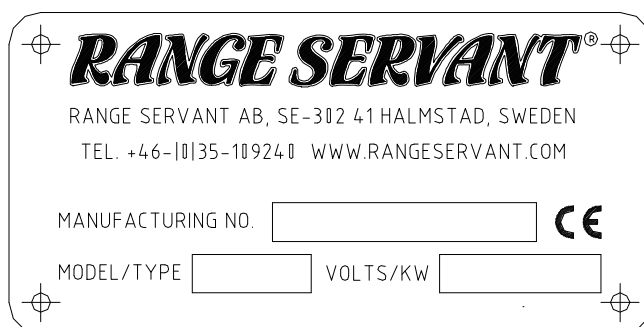 RANGE SERVANT®
RANGE SERVANT AB, SE-302 41 HALMSTAD, SWEDEN
TEL. +46-|0|35-109240 WWW.RANGESERVANT.COM
MANUFACTURING NO. CE
MODEL/TYPE VOLTS/KW